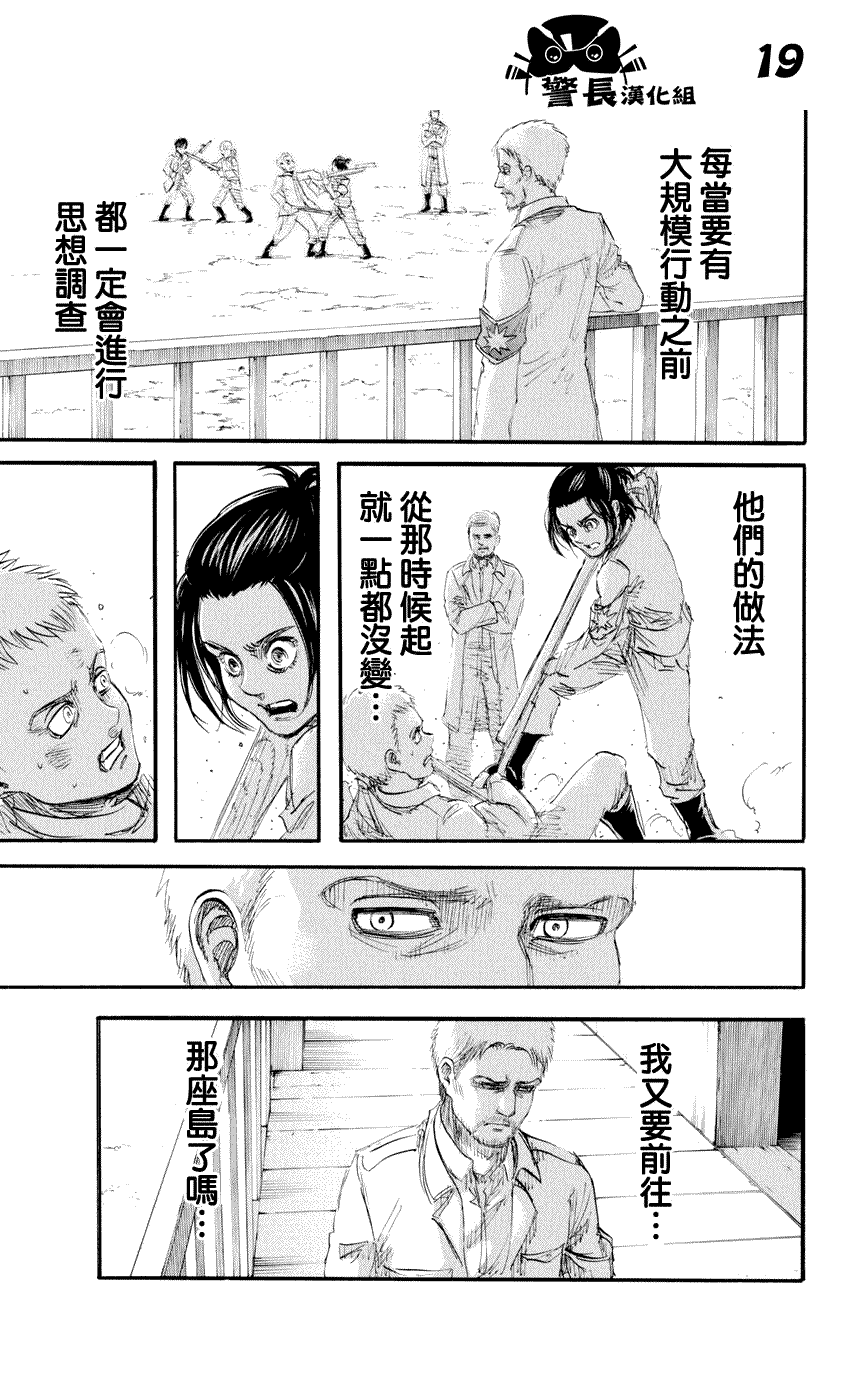 警長漢化組
19
每當要有
大規模行動之前
都一定會進行
思想調查
他們的做法
從那時候起
就一點都沒變…
我又要前往…
那座島了嗎…